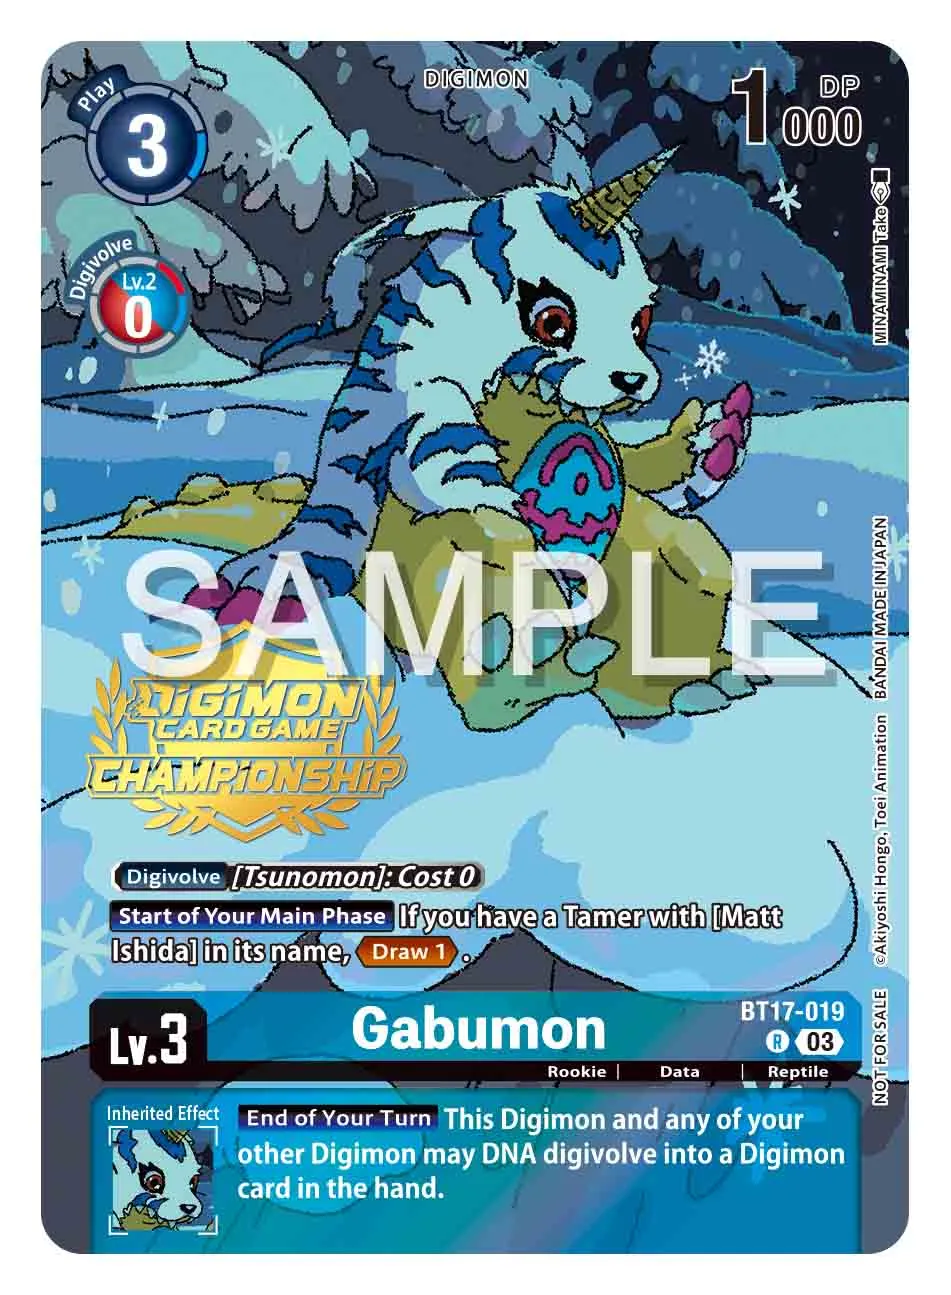 DIGIMON
Play
3
1000
DP
Digivolve
Lv.2
0
MINAMINAMI Take
SAMPLE
BANDAI MADE IN JAPAN
DIGIMON
CARD GAME
CHAMPIONSHIP
©Akiyoshi Hongo, Toei Animation
Digivolve [Tsunomon]: Cost 0
Start of Your Main Phase If you have a Tamer with [Matt
Ishida] in its name, Draw 1 .
NOT FOR SALE
Lv.3
Gabumon
BT17-019
R 03
Rookie | Data | Reptile
Inherited Effect
End of Your Turn This Digimon and any of your
other Digimon may DNA digivolve into a Digimon
card in the hand.